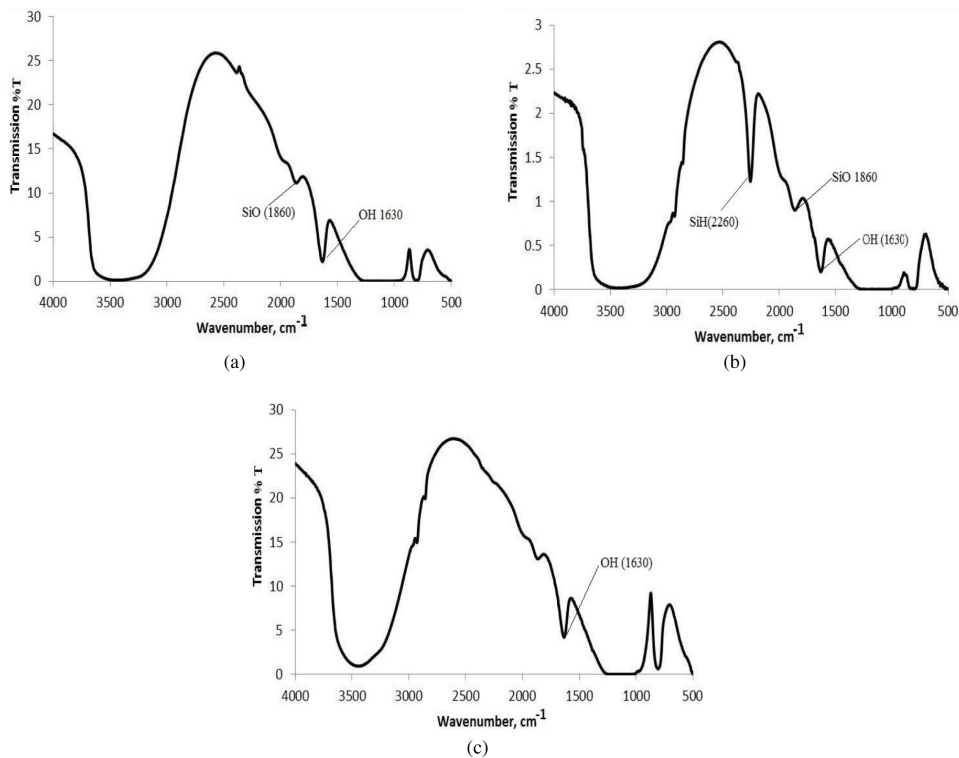 30
25
20
15
10
5
0
Transmission %T
SiO (1860)
OH 1630
4000 3500 3000 2500 2000 1500 1000 500
Wavenumber, cm-1
(a)
3
2.5
2
1.5
1
0.5
0
Transmission % T
SiH(2260)
SiO 1860
OH (1630)
4000 3500 3000 2500 2000 1500 1000 500
Wavenumber, cm-1
(b)
30
25
20
15
10
5
0
Transmission % T
OH (1630)
4000 3500 3000 2500 2000 1500 1000 500
Wavenumber, cm-1
(c)